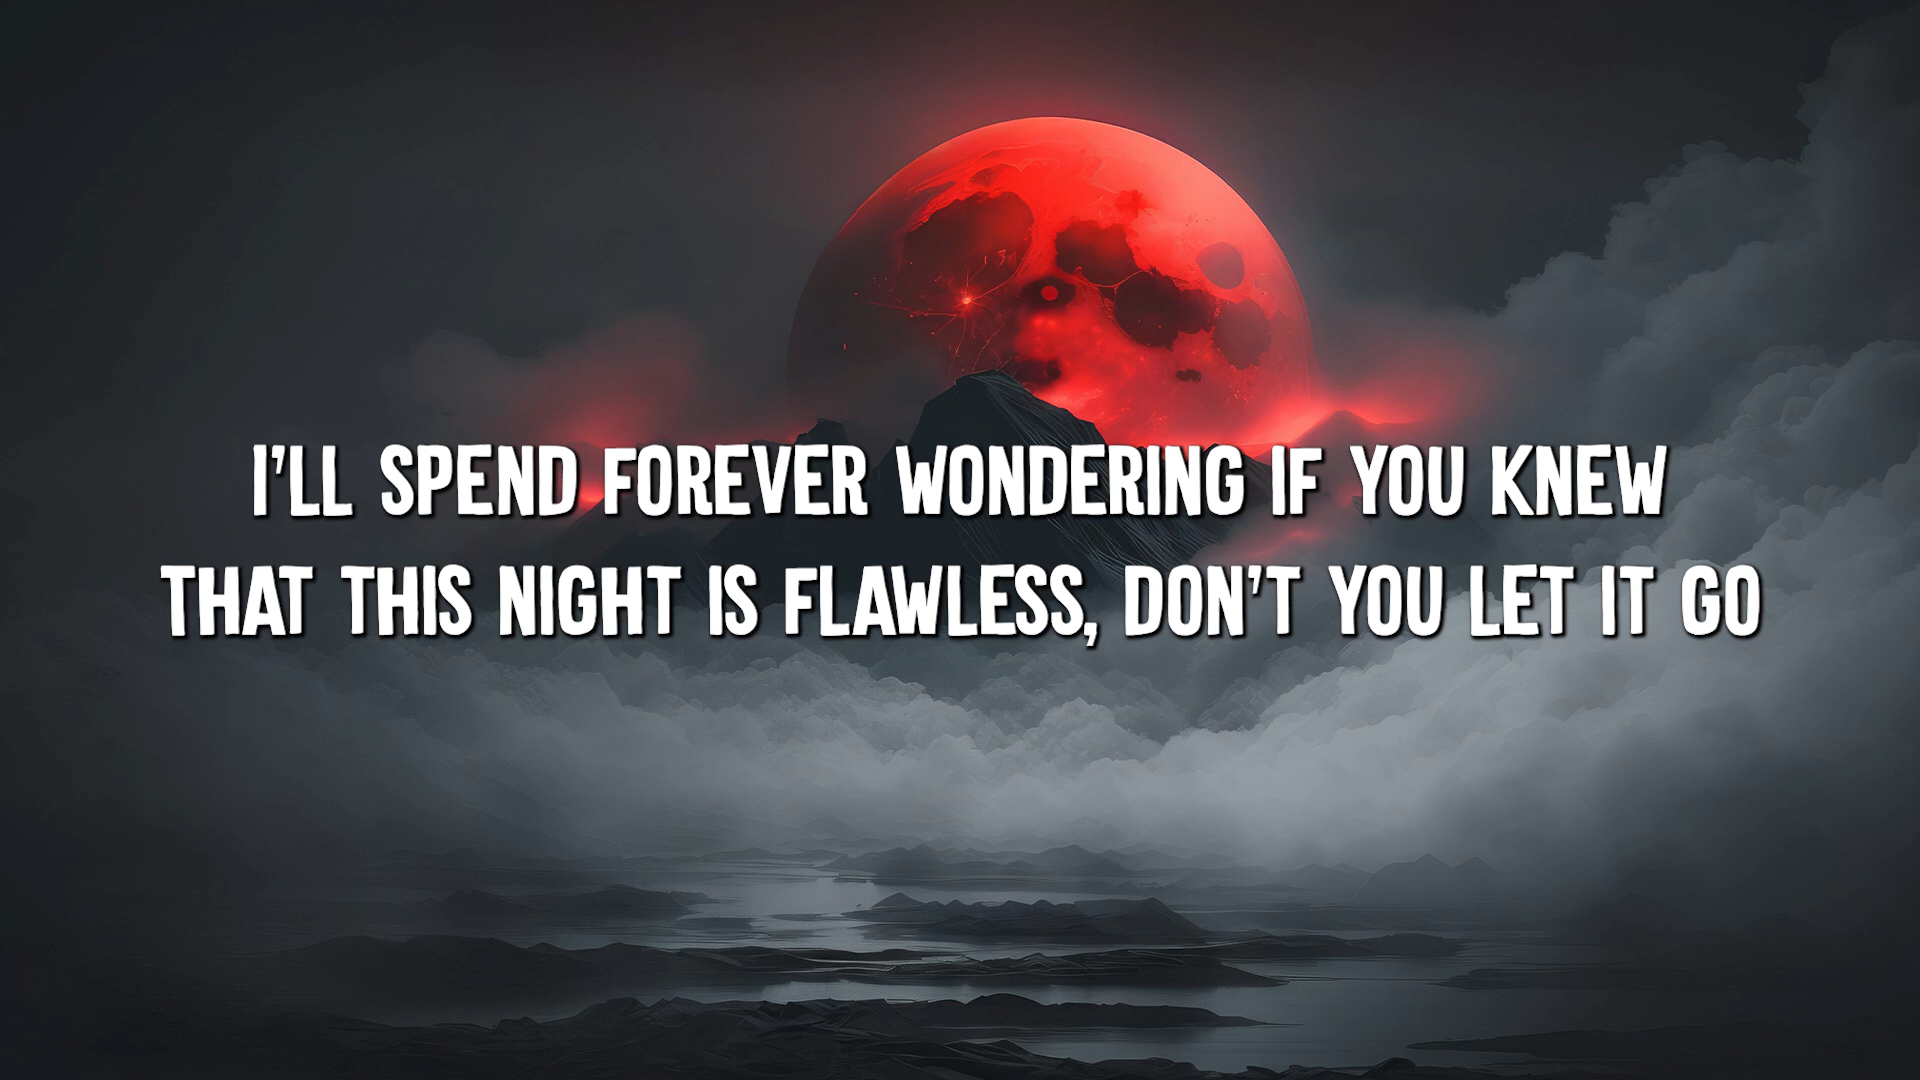 I'LL SPEND FOREVER WONDERING IF YOU KNEW
THAT THIS NIGHT IS FLAWLESS, DON'T YOU LET IT GO